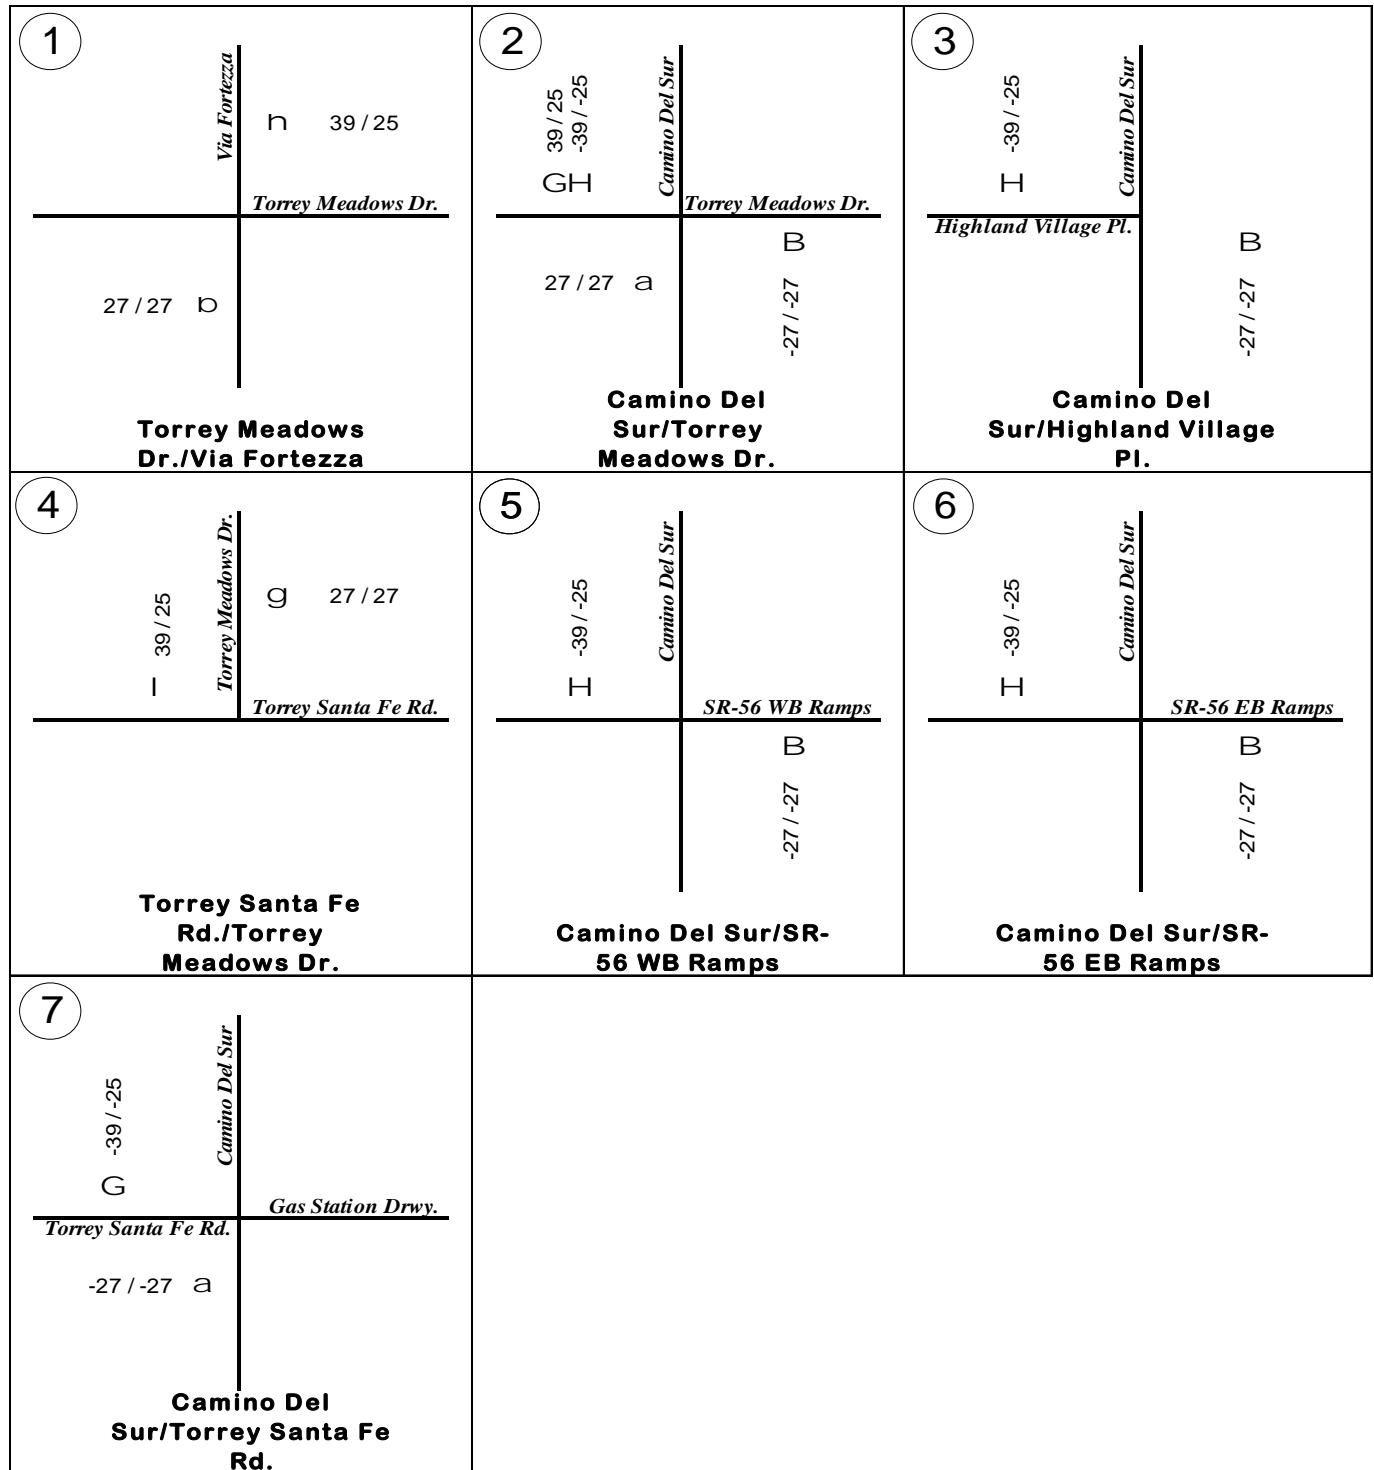 1
Via Fortezza
h 39 / 25
Torrey Meadows Dr.
27 / 27 b
Torrey Meadows
Dr./Via Fortezza
2
39 / 25
-39 / -25
GH
Camino Del Sur
Torrey Meadows Dr.
27 / 27 a
B
-27 / -27
Camino Del
Sur/Torrey
Meadows Dr.
3
-39 / -25
H
Camino Del Sur
Highland Village Pl.
B
-27 / -27
Camino Del
Sur/Highland Village
Pl.
4
39 / 25
I
Torrey Meadows Dr.
g 27 / 27
Torrey Santa Fe Rd.
Torrey Santa Fe
Rd./Torrey
Meadows Dr.
5
-39 / -25
H
Camino Del Sur
SR-56 WB Ramps
B
-27 / -27
Camino Del Sur/SR-
56 WB Ramps
6
-39 / -25
H
Camino Del Sur
SR-56 EB Ramps
B
-27 / -27
Camino Del Sur/SR-
56 EB Ramps
7
-39 / -25
G
Camino Del Sur
Gas Station Drwy.
Torrey Santa Fe Rd.
-27 / -27 a
Camino Del
Sur/Torrey Santa Fe
Rd.